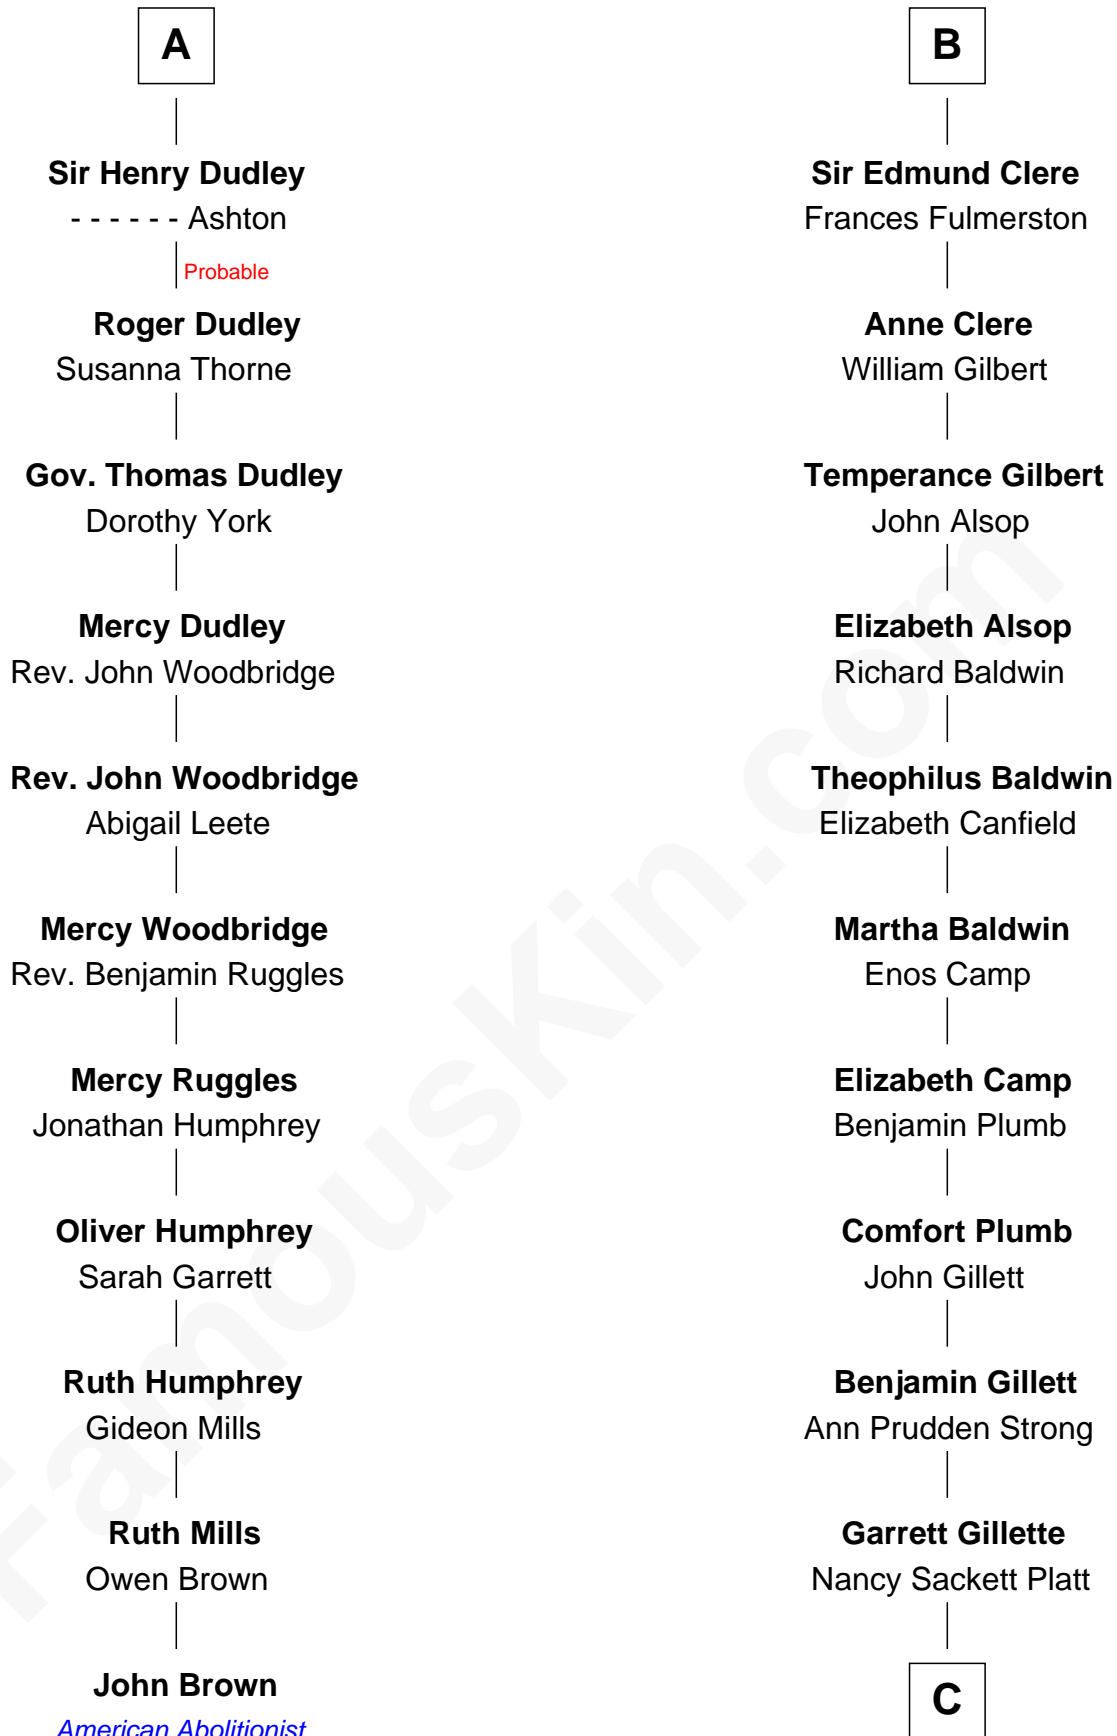 A
Sir Henry Dudley
- - - - - - Ashton
Probable
Roger Dudley
Susanna Thorne
Gov. Thomas Dudley
Dorothy York
Mercy Dudley
Rev. John Woodbridge
Rev. John Woodbridge
Abigail Leete
Mercy Woodbridge
Rev. Benjamin Ruggles
Mercy Ruggles
Jonathan Humphrey
Oliver Humphrey
Sarah Garrett
Ruth Humphrey
Gideon Mills
Ruth Mills
Owen Brown
John Brown
American Abolitionist
B
Sir Edmund Clere
Frances Fulmerston
Anne Clere
William Gilbert
Temperance Gilbert
John Alsop
Elizabeth Alsop
Richard Baldwin
Theophilus Baldwin
Elizabeth Canfield
Martha Baldwin
Enos Camp
Elizabeth Camp
Benjamin Plumb
Comfort Plumb
John Gillett
Benjamin Gillett
Ann Prudden Strong
Garrett Gillette
Nancy Sackett Platt
C
FamousKin.com